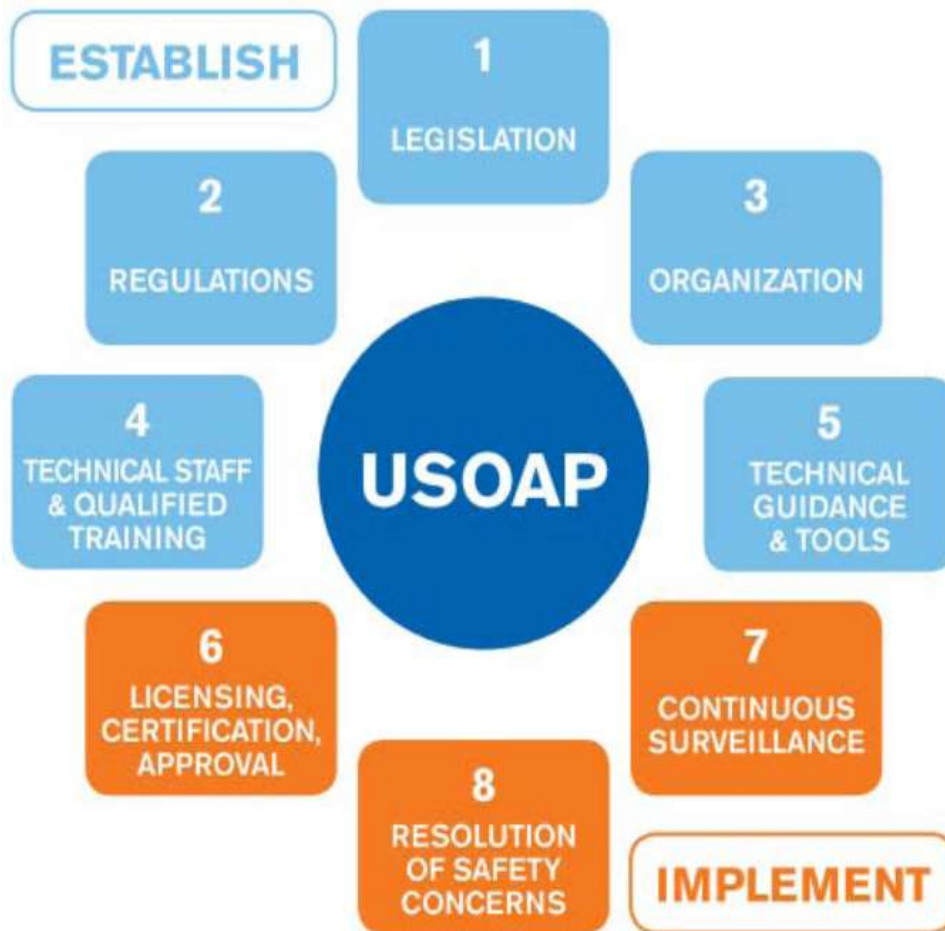 ESTABLISH
1
LEGISLATION
2
REGULATIONS
3
ORGANIZATION
4
TECHNICAL STAFF
& QUALIFIED
TRAINING
USOAP
5
TECHNICAL
GUIDANCE
& TOOLS
6
LICENSING,
CERTIFICATION,
APPROVAL
7
CONTINUOUS
SURVEILLANCE
8
RESOLUTION
OF SAFETY
CONCERNS
IMPLEMENT